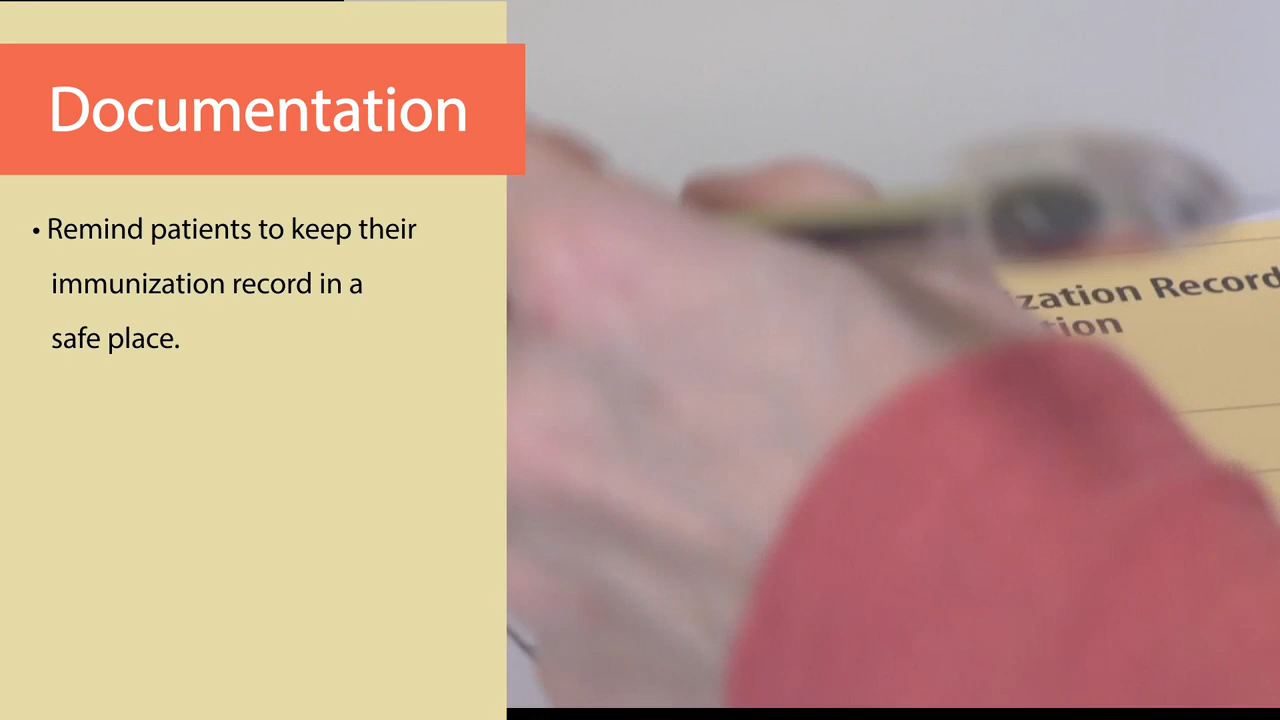 Documentation
• Remind patients to keep their
immunization record in a
safe place.
zation Record
tion